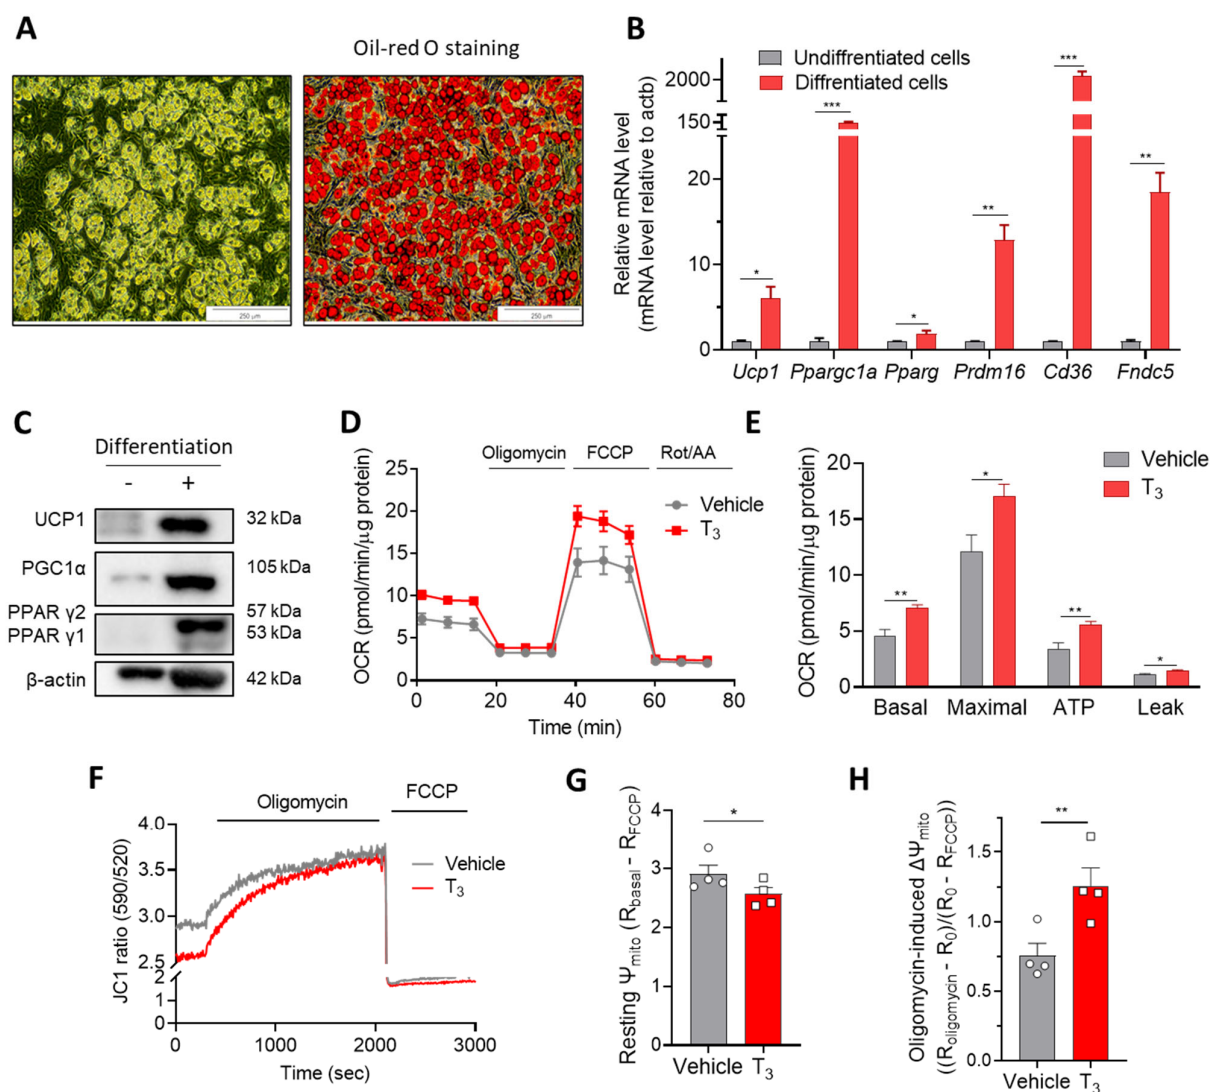 A
Oil-red O staining
250 μm
250 μm
B
Undiffrentiated cells
Diffrentiated cells
Relative mRNA level
(mRNA level relative to actb)
2000
150
20
10
0
*
***
*
**
***
**
Ucp1 Ppargc1a Pparg Prdm16 Cd36 Fndc5
C
Differentiation
- +
UCP1 32 kDa
PGC1α 105 kDa
PPAR γ2 57 kDa
PPAR γ1 53 kDa
β-actin 42 kDa
D
Oligomycin FCCP Rot/AA
Vehicle
T3
OCR (pmol/min/µg protein)
25
20
15
10
5
0
0 20 40 60 80
Time (min)
E
Vehicle
T3
OCR (pmol/min/µg protein)
20
15
10
5
0
**
*
**
*
Basal Maximal ATP Leak
F
Oligomycin FCCP
Vehicle
T3
JC1 ratio (590/520)
4.0
3.5
3.0
2.5
2
1
0
0 1000 2000 3000
Time (sec)
G
Resting Ψmito (Rbasal - RFCCP)
4
3
2
1
0
*
Vehicle T3
H
Oligomycin-induced ΔΨmito
((Roligomycin - R0)/(R0 - RFCCP))
1.5
1.0
0.5
0.0
**
Vehicle T3